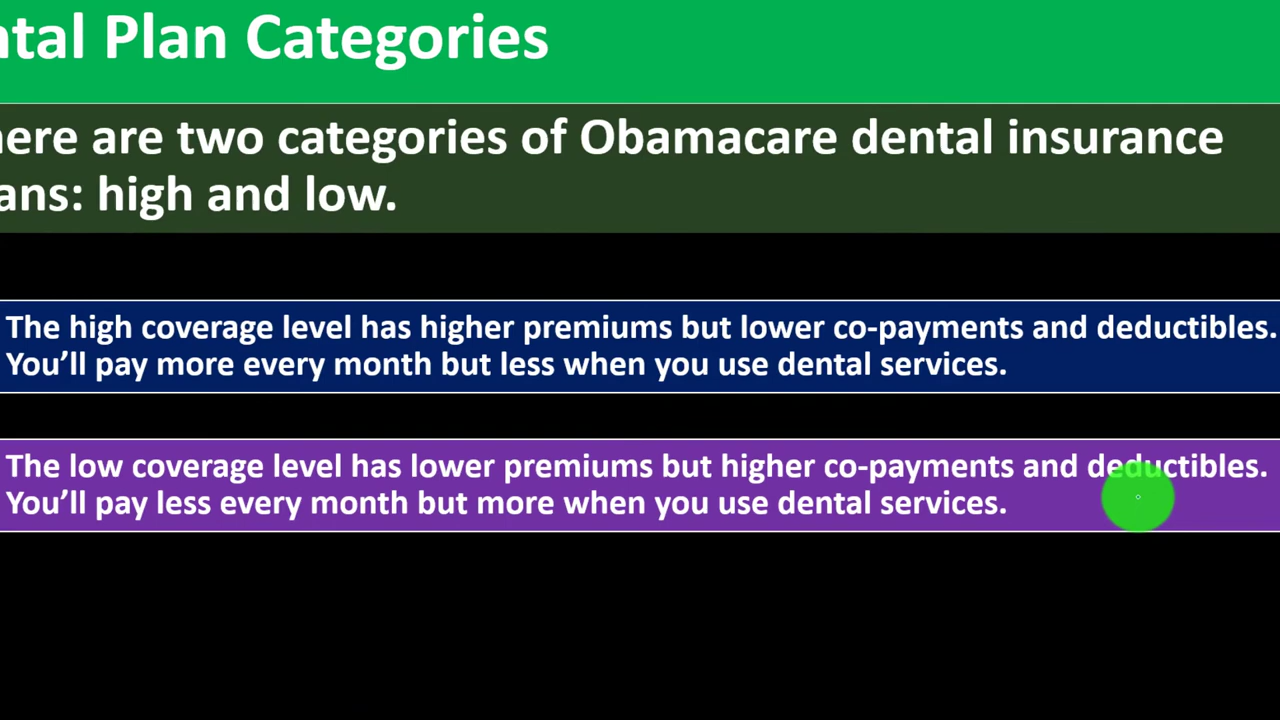 ntal Plan Categories
here are two categories of Obamacare dental insurance
ans: high and low.
The high coverage level has higher premiums but lower co-payments and deductibles.
You’ll pay more every month but less when you use dental services.
The low coverage level has lower premiums but higher co-payments and deductibles.
You’ll pay less every month but more when you use dental services.